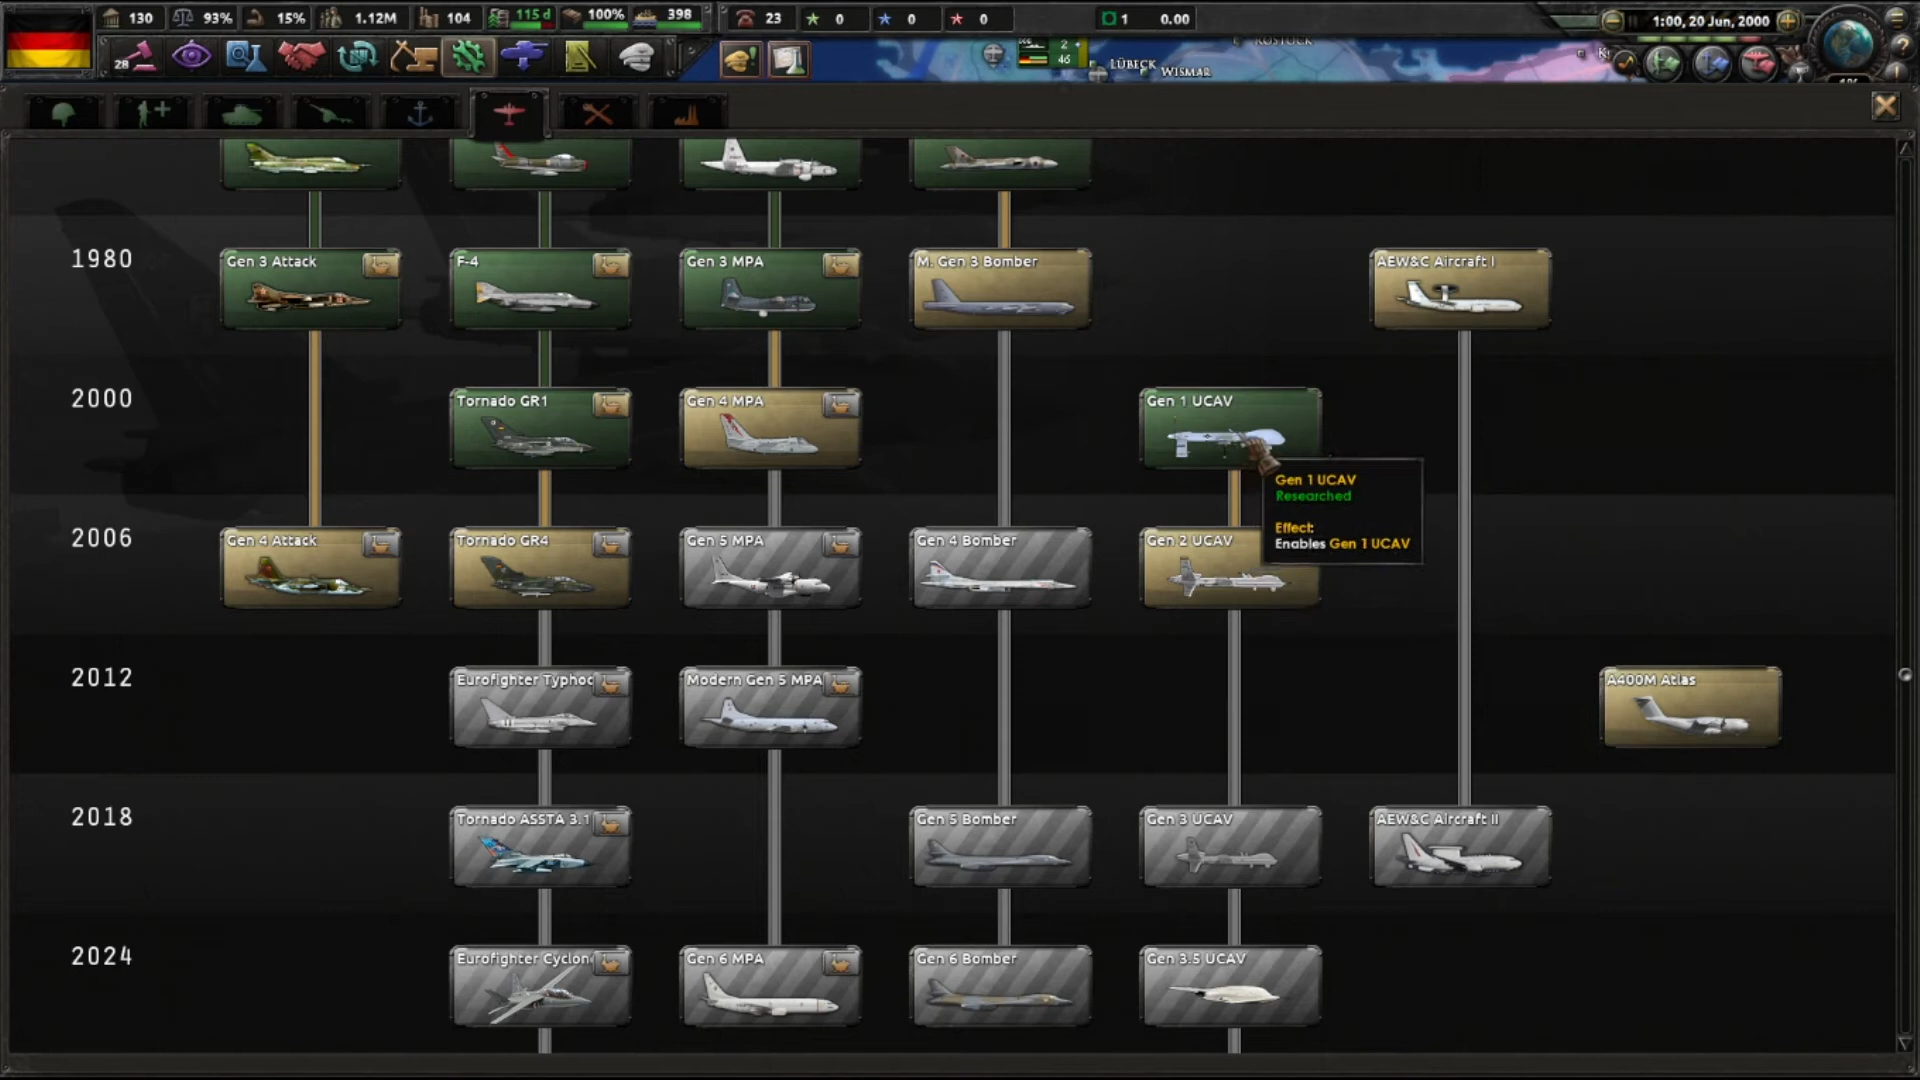 130 93% 15% 1.12M 104 115 d 100% 398 23 0 0 0 1 0.00 1:00, 20 Jun, 2000
28 2
46 LÜBECK WISMAR ROSTOCK
1980
Gen 3 Attack F-4 Gen 3 MPA M. Gen 3 Bomber AEW&C Aircraft I
2000
Tornado GR1 Gen 4 MPA Gen 1 UCAV
Gen 1 UCAV
Researched
Effect:
Enables Gen 1 UCAV
2006
Gen 4 Attack Tornado GR4 Gen 5 MPA Gen 4 Bomber Gen 2 UCAV
2012
Eurofighter Typhoo Modern Gen 5 MPA A400M Atlas
2018
Tornado ASSTA 3.1 Gen 5 Bomber Gen 3 UCAV AEW&C Aircraft II
2024
Eurofighter Cyclon Gen 6 MPA Gen 6 Bomber Gen 3.5 UCAV